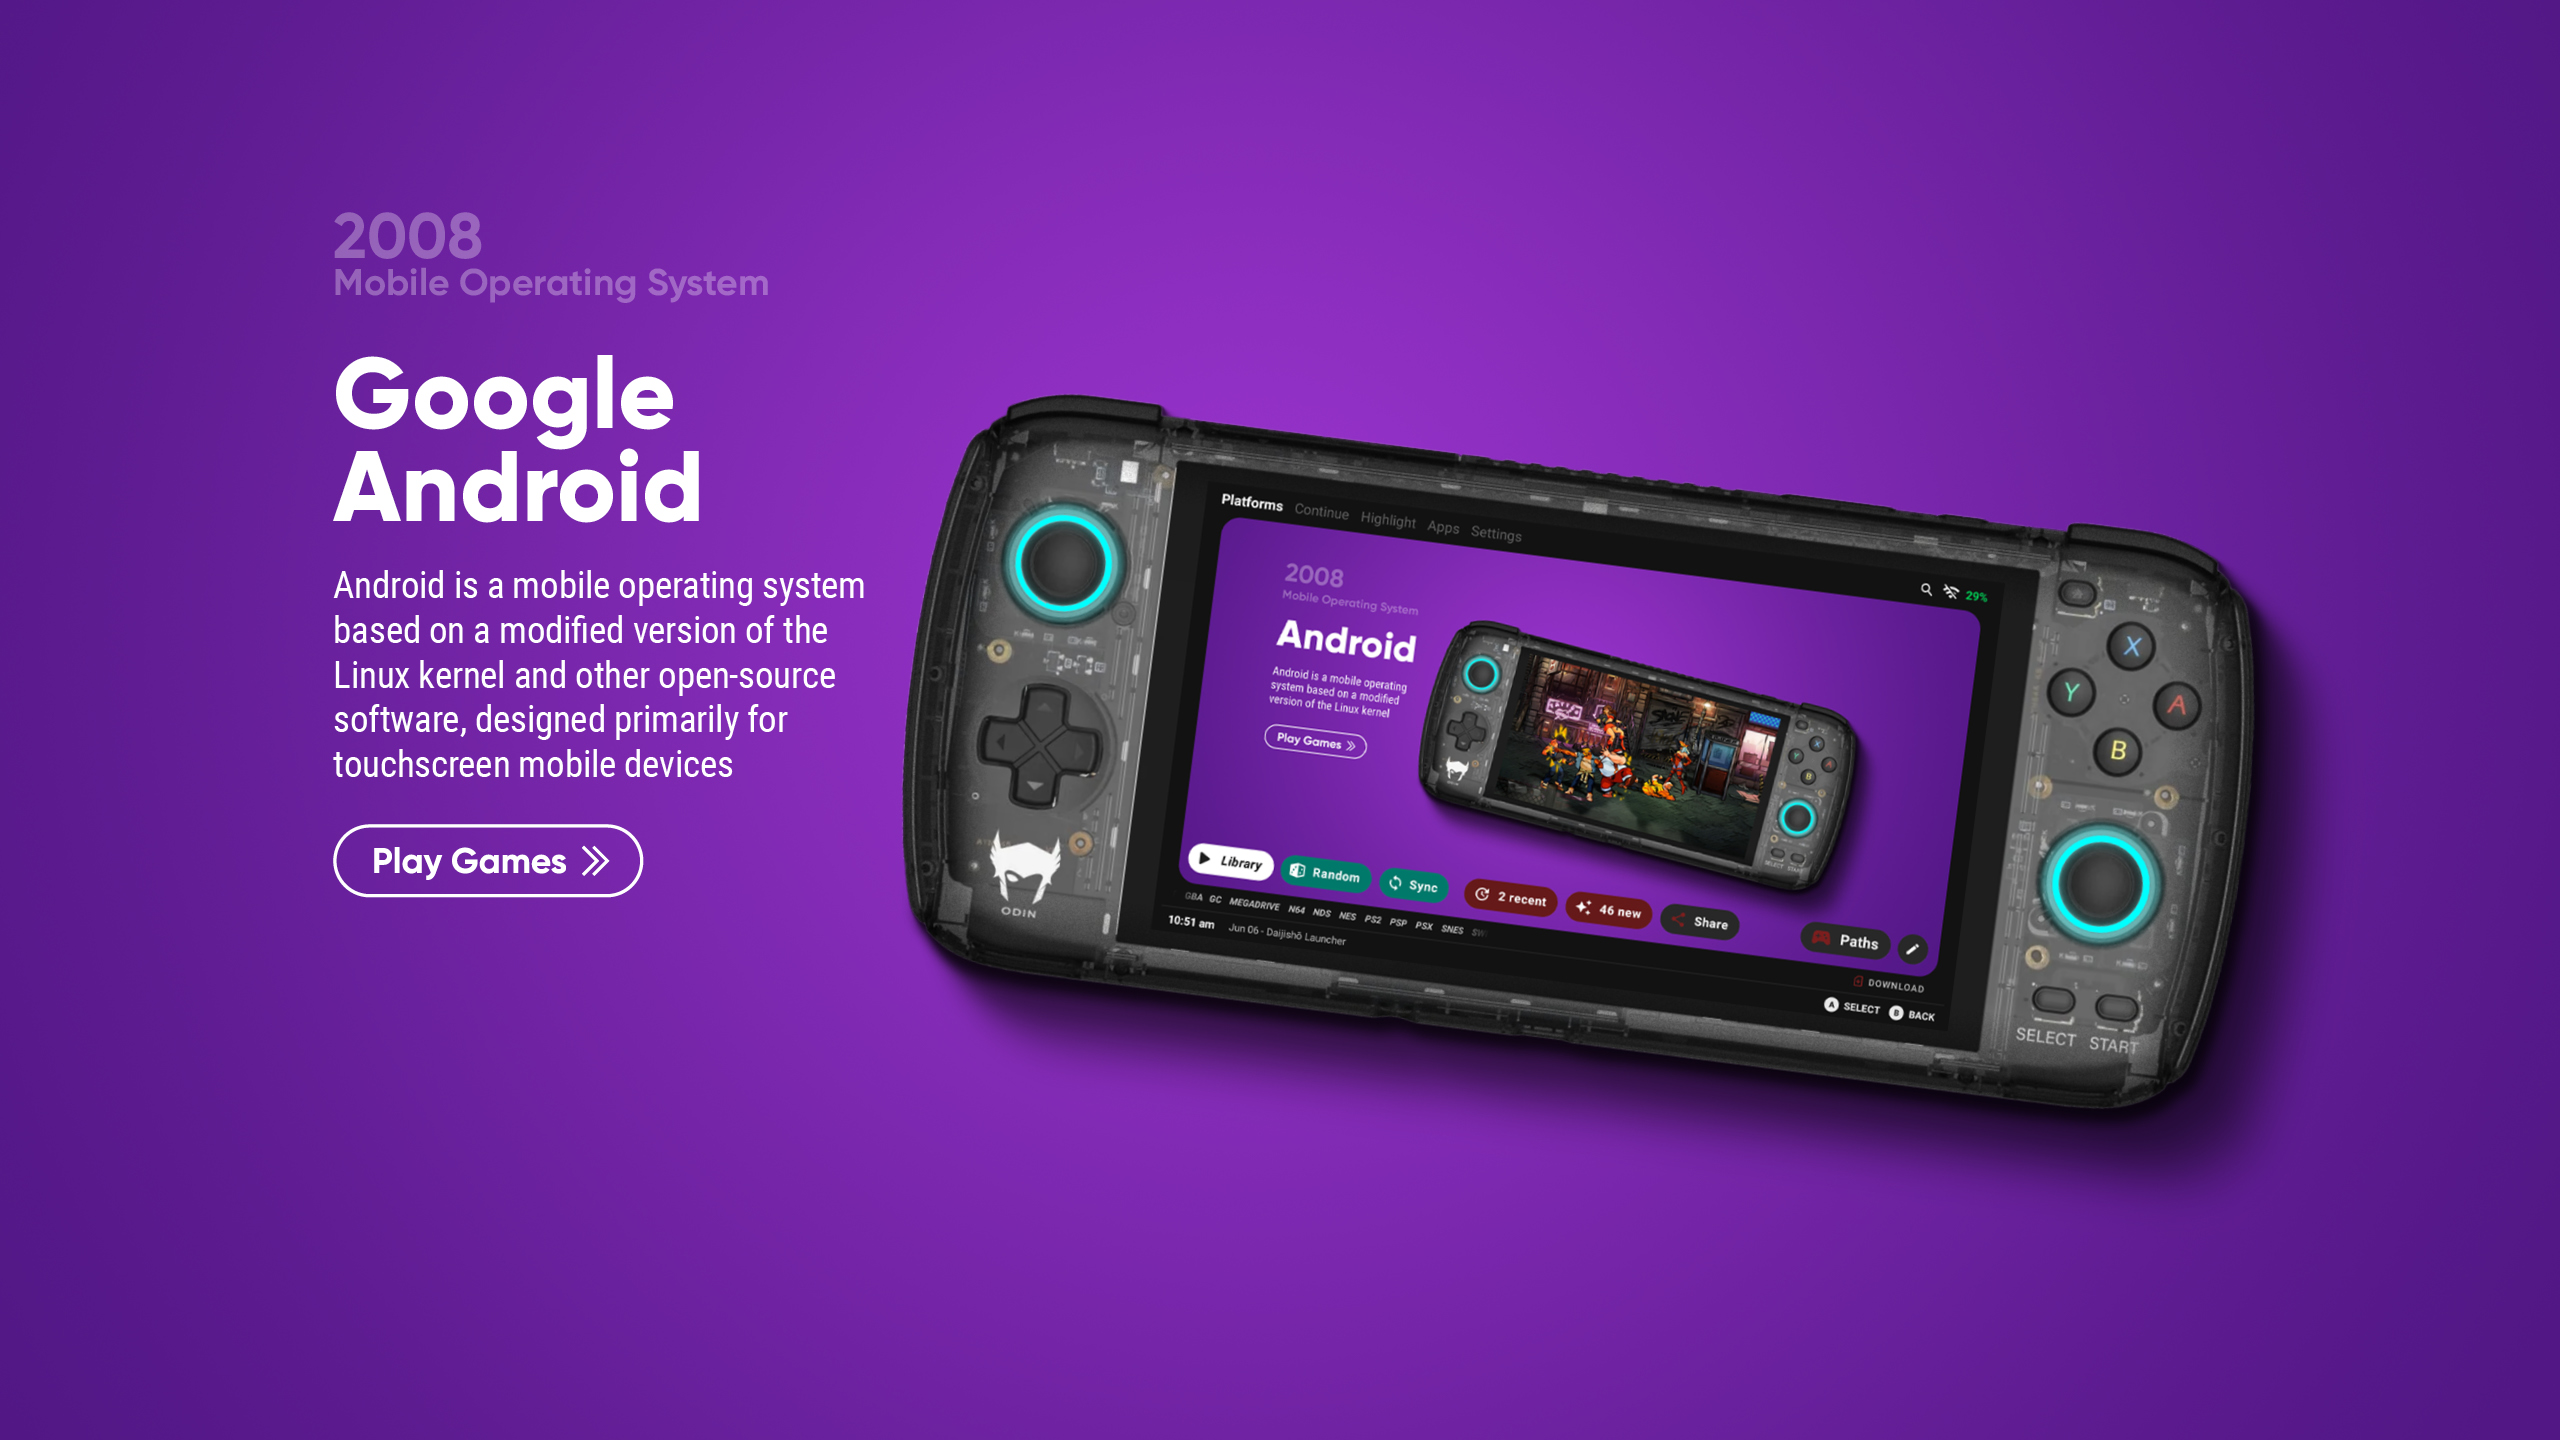 2008
Mobile Operating System
Google
Android
Android is a mobile operating system
based on a modified version of the
Linux kernel and other open-source
software, designed primarily for
touchscreen mobile devices
Play Games
Platforms Continue Highlight Apps Settings
29%
2008
Mobile Operating System
Android
Android is a mobile operating
system based on a modified
version of the Linux kernel
Play Games
Library Random Sync 2 recent 46 new Share Paths
GBA GC MEGADRIVE N64 NDS NES PS2 PSP PSX SNES
10:51 am Jun 06 - Daijishō Launcher
DOWNLOAD
A SELECT B BACK
ODIN
X
Y A
B
SELECT START
X
Y A
B
SELECT START